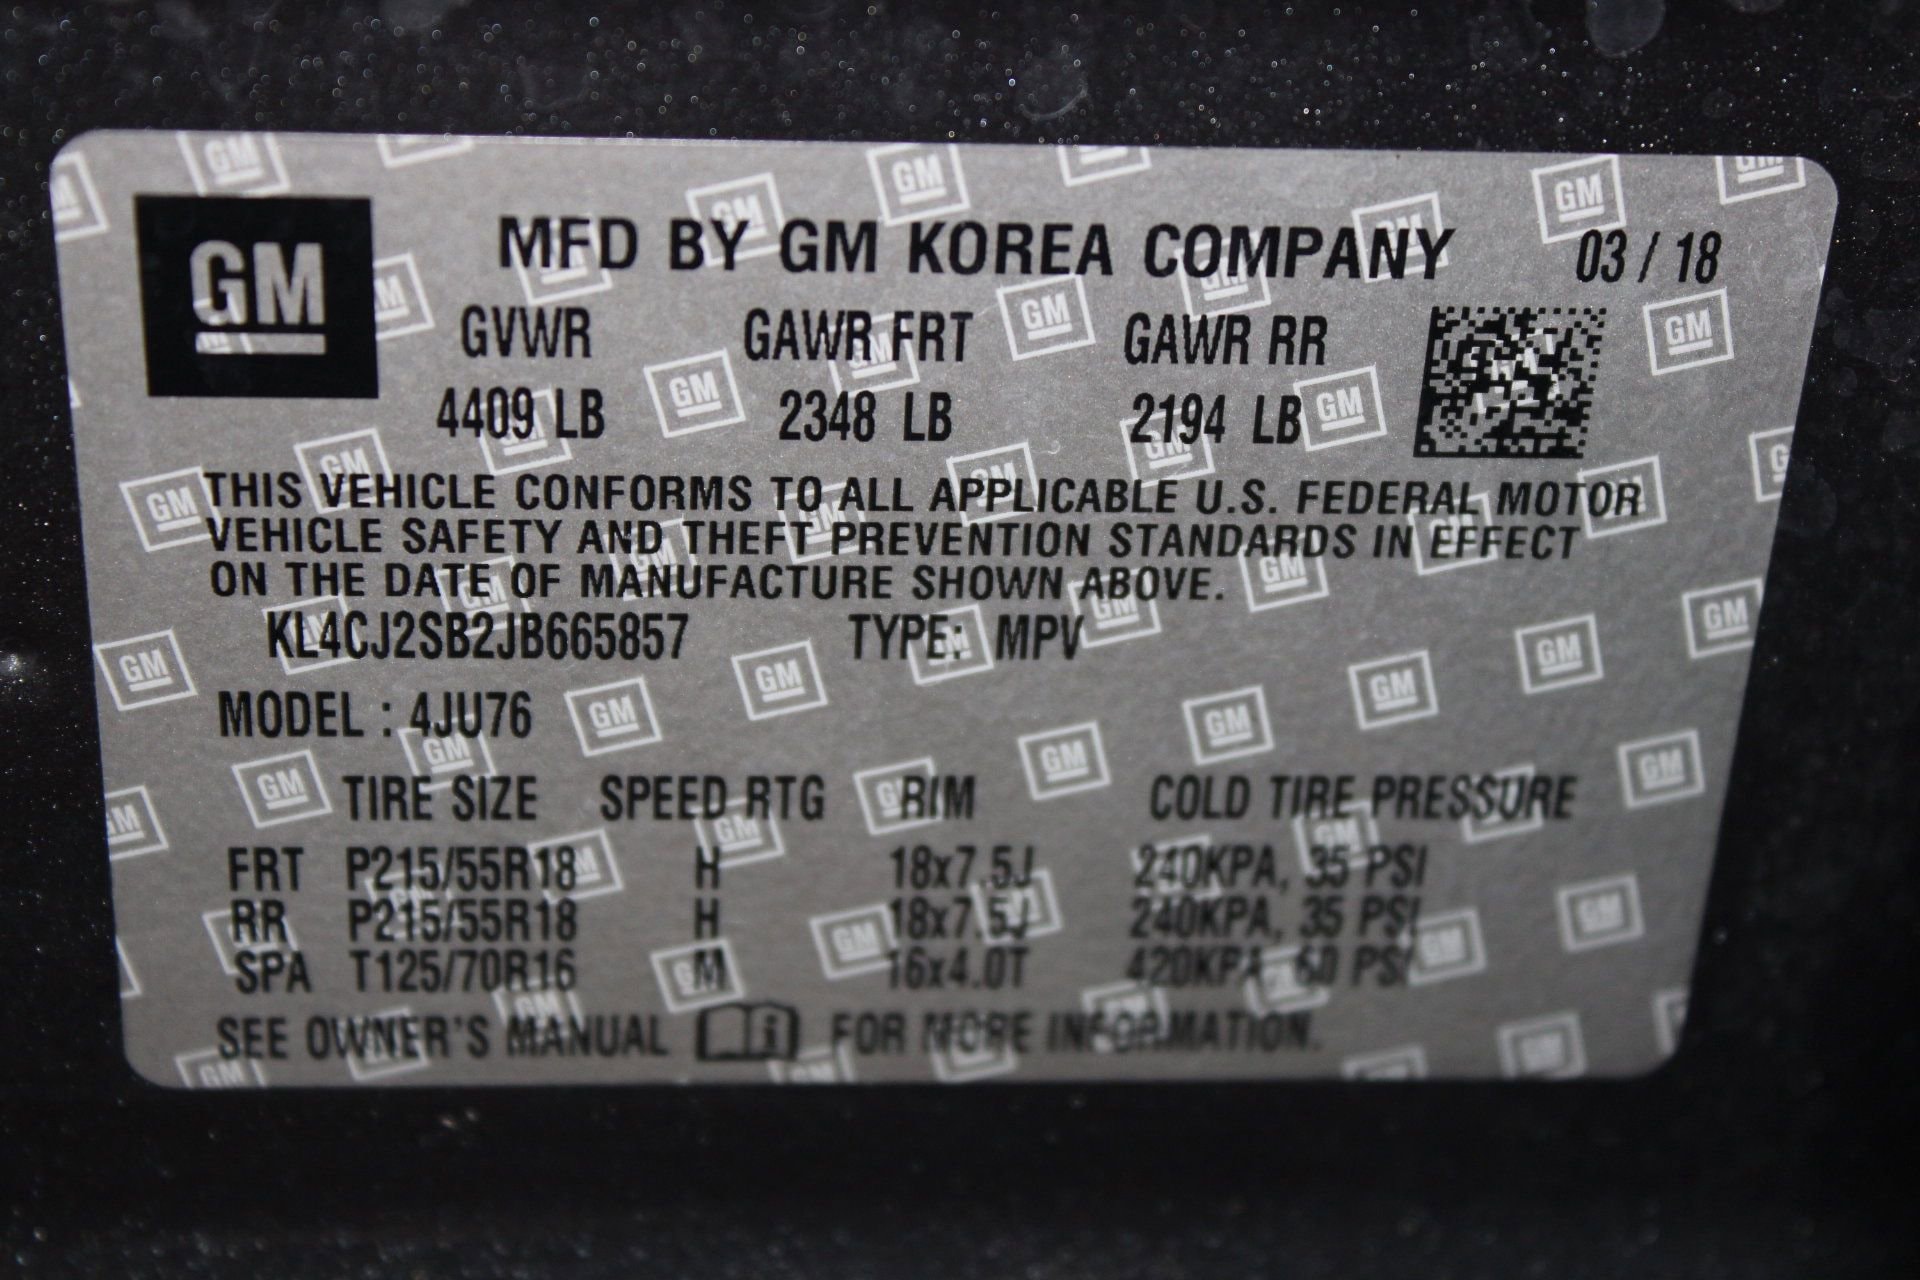 GM
MFD BY GM KOREA COMPANY 03 / 18
GVWR GAWR FRT GAWR RR
4409 LB 2348 LB 2194 LB
THIS VEHICLE CONFORMS TO ALL APPLICABLE U.S. FEDERAL MOTOR
VEHICLE SAFETY AND THEFT PREVENTION STANDARDS IN EFFECT
ON THE DATE OF MANUFACTURE SHOWN ABOVE.
KL4CJ2SB2JB665857 TYPE: MPV
MODEL : 4JU76
TIRE SIZE SPEED RTG RIM COLD TIRE PRESSURE
FRT P215/55R18 H 18x7.5J 240KPA, 35 PSI
RR P215/55R18 H 18x7.5J 240KPA, 35 PSI
SPA T125/70R16 M 16x4.0T 420KPA, 60 PSI
SEE OWNER'S MANUAL i FOR MORE INFORMATION.